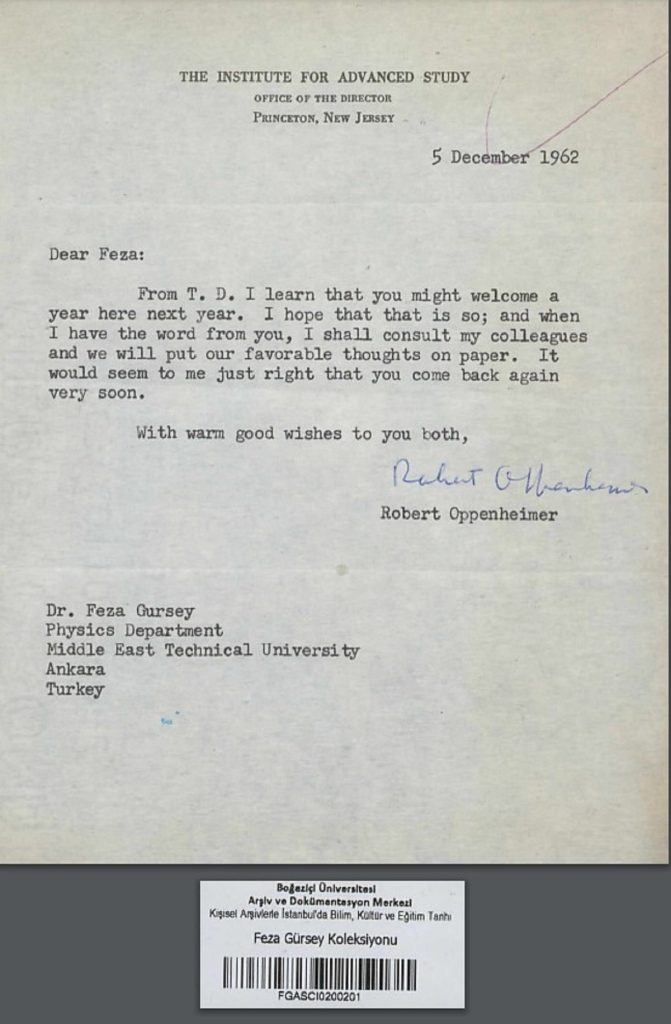 THE INSTITUTE FOR ADVANCED STUDY
OFFICE OF THE DIRECTOR
PRINCETON, NEW JERSEY
5 December 1962
Dear Feza:
From T. D. I learn that you might welcome a
year here next year. I hope that that is so; and when
I have the word from you, I shall consult my colleagues
and we will put our favorable thoughts on paper. It
would seem to me just right that you come back again
very soon.
With warm good wishes to you both,
Robert Oppenheimer
Robert Oppenheimer
Dr. Feza Gursey
Physics Department
Middle East Technical University
Ankara
Turkey
Boğaziçi Üniversitesi
Arşiv ve Dokümentasyon Merkezi
Kişisel Arşivlerle İstanbul'da Bilim, Kültür ve Eğitim Tarihi
Feza Gürsey Koleksiyonu
FGASCI0200201